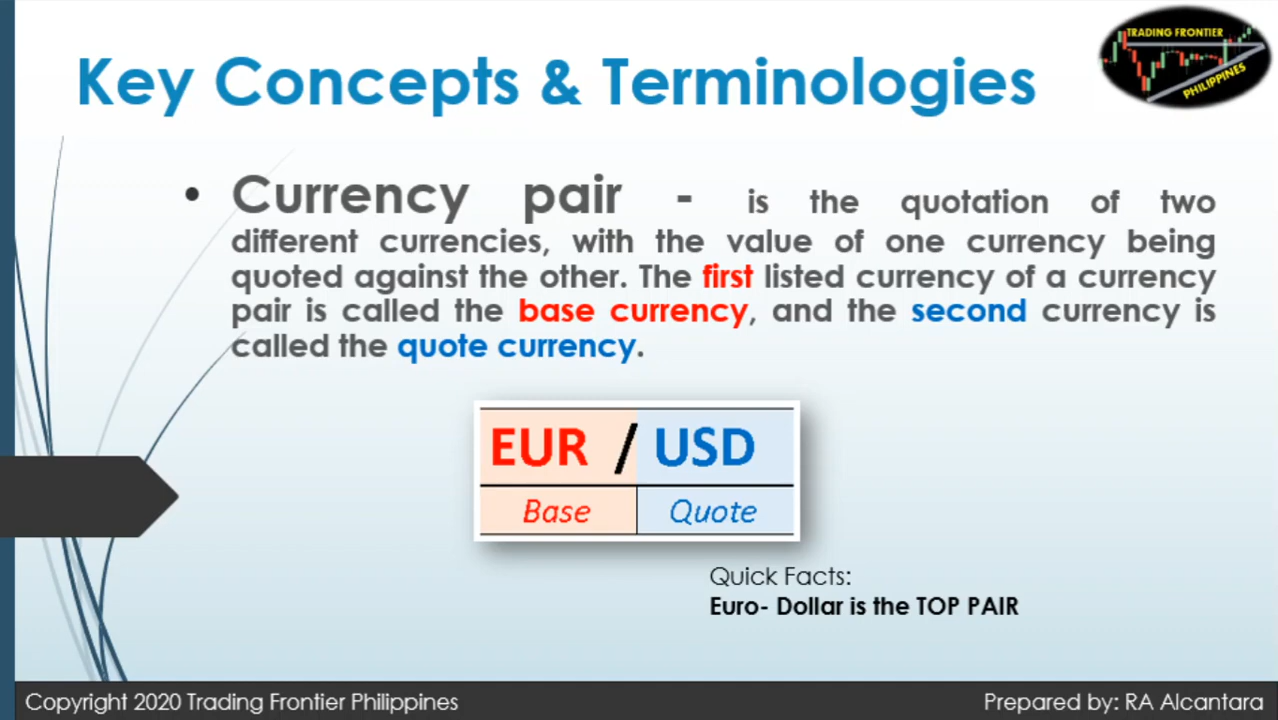 TRADING FRONTIER
PHILIPPINES
Key Concepts & Terminologies
• Currency pair - is the quotation of two
different currencies, with the value of one currency being
quoted against the other. The first listed currency of a currency
pair is called the base currency, and the second currency is
called the quote currency.
EUR / USD
Base Quote
Quick Facts:
Euro- Dollar is the TOP PAIR
Copyright 2020 Trading Frontier Philippines
Prepared by: RA Alcantara